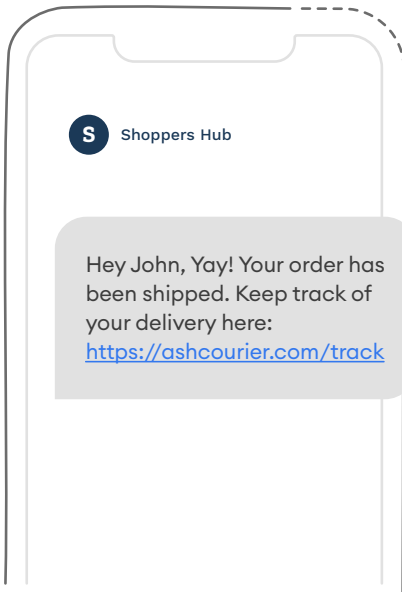 S
Shoppers Hub
Hey John, Yay! Your order has
been shipped. Keep track of
your delivery here:
https://ashcourier.com/track